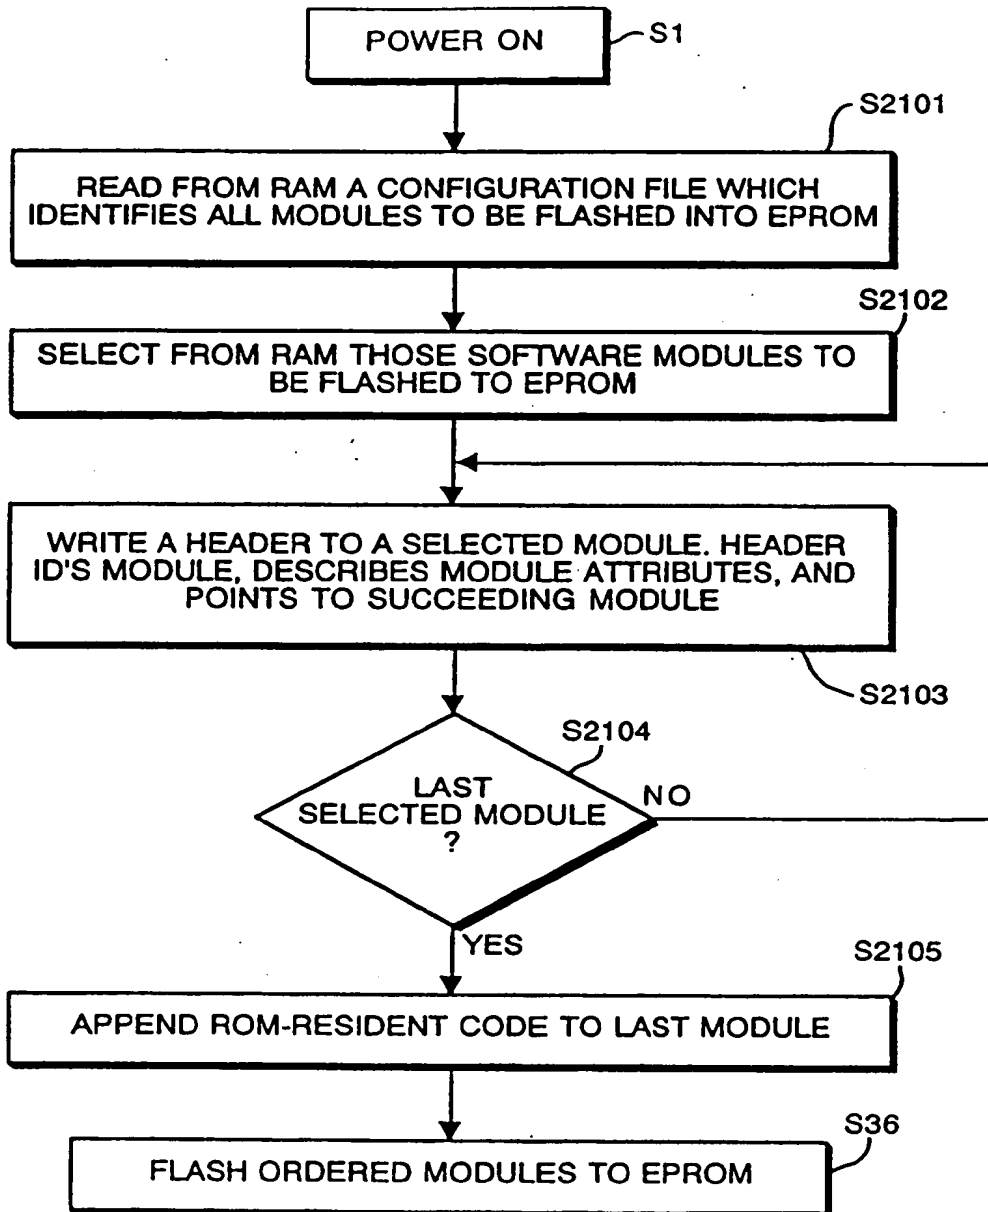 POWER ON
S1
S2101
READ FROM RAM A CONFIGURATION FILE WHICH
IDENTIFIES ALL MODULES TO BE FLASHED INTO EPROM
S2102
SELECT FROM RAM THOSE SOFTWARE MODULES TO
BE FLASHED TO EPROM
WRITE A HEADER TO A SELECTED MODULE. HEADER
ID'S MODULE, DESCRIBES MODULE ATTRIBUTES, AND
POINTS TO SUCCEEDING MODULE
S2103
S2104
LAST
SELECTED MODULE
?
NO
YES
S2105
APPEND ROM-RESIDENT CODE TO LAST MODULE
S36
FLASH ORDERED MODULES TO EPROM